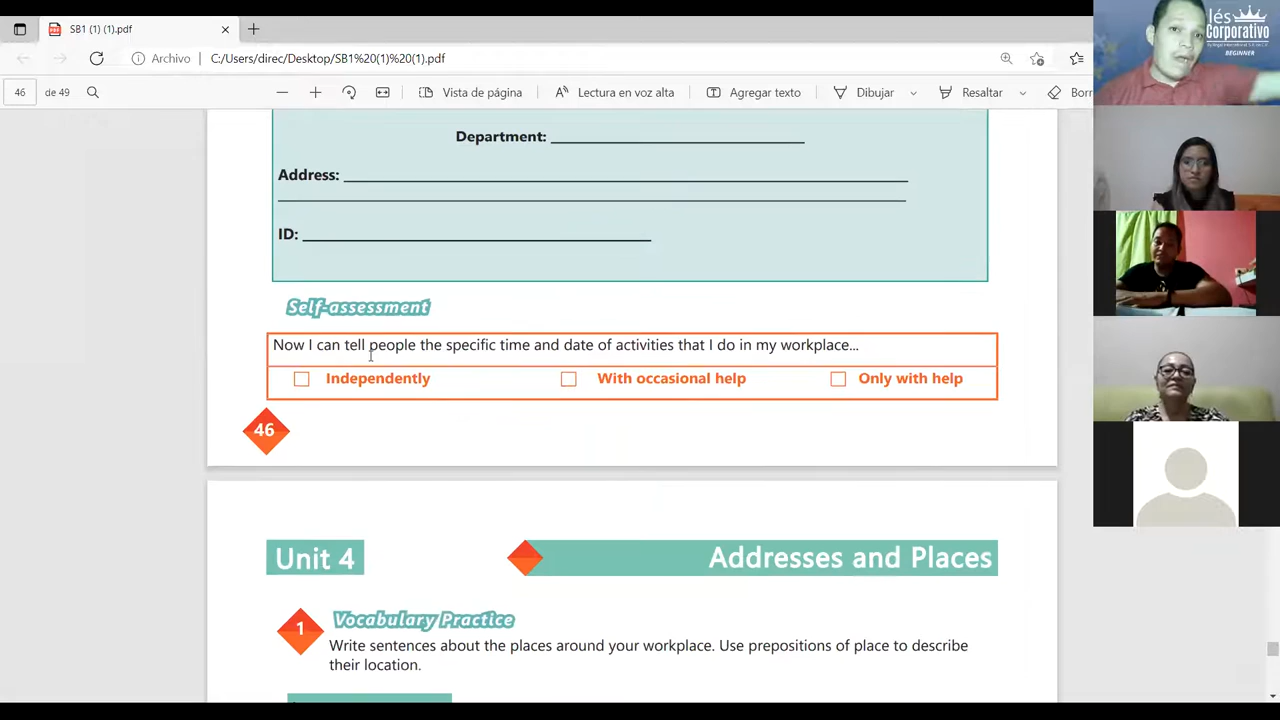 SB1 (1) (1).pdf
Archivo
C:/Users/direc/Desktop/SB1%20(1)%20(1).pdf
46 de 49
Vista de página
Lectura en voz alta
Agregar texto
Dibujar
Resaltar
Borr
lés
Corporativo
BEGINNER
Department:
Address:
ID:
Self-assessment
Now I can tell people the specific time and date of activities that I do in my workplace...
Independently
With occasional help
Only with help
46
Unit 4
Addresses and Places
1
Vocabulary Practice
Write sentences about the places around your workplace. Use prepositions of place to describe
their location.